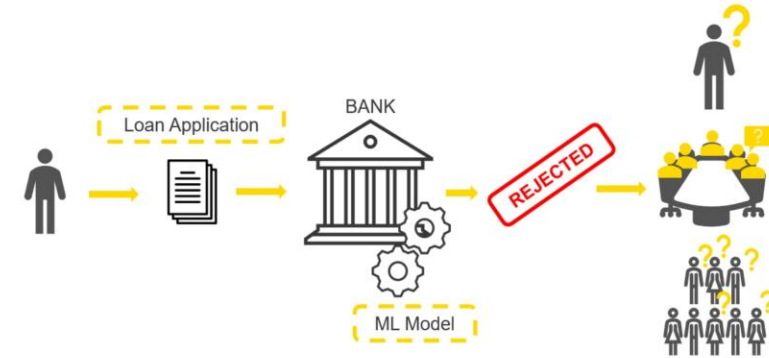 BANK
Loan Application
REJECTED
?
?
ML Model
? ? ?
? ?